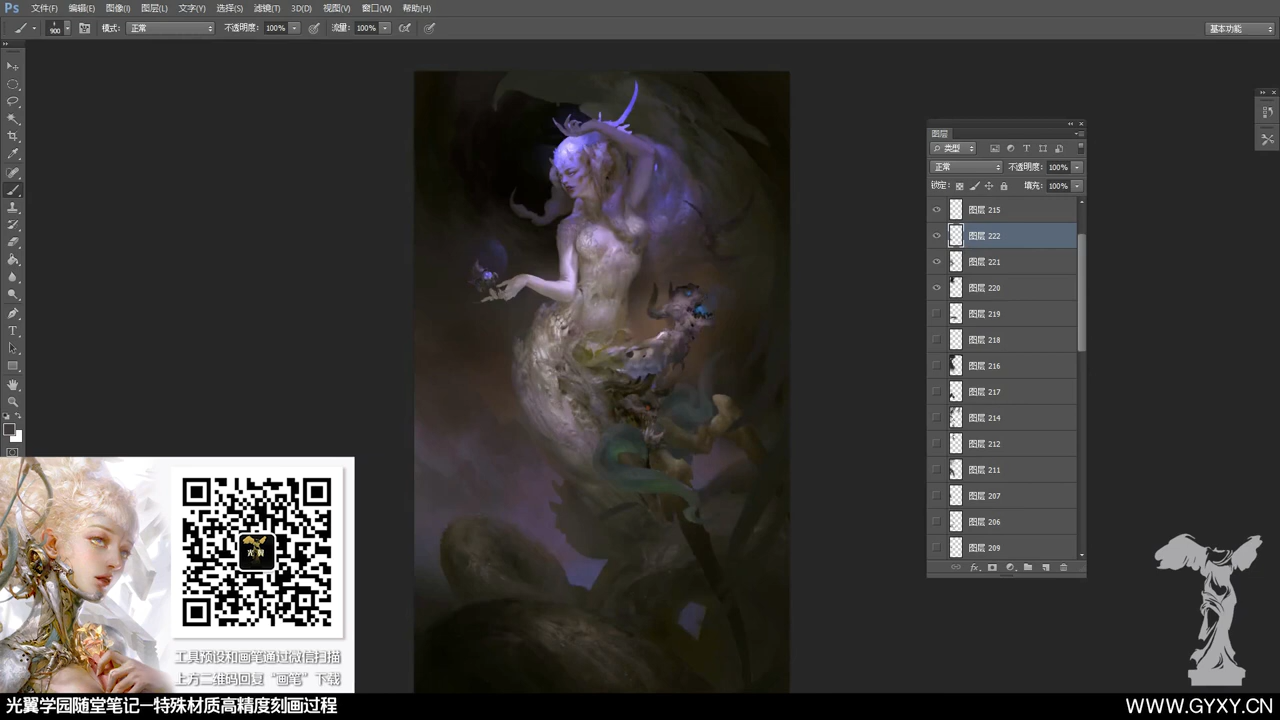 Ps 文件(F) 编辑(E) 图像(I) 图层(L) 文字(Y) 选择(S) 滤镜(T) 3D(D) 视图(V) 窗口(W) 帮助(H)
900 模式: 正常 不透明度: 100% 流量: 100% 基本功能
图层
类型
正常 不透明度: 100%
锁定: 填充: 100%
图层 215
图层 222
图层 221
图层 220
图层 219
图层 218
图层 216
图层 217
图层 214
图层 212
图层 211
图层 207
图层 206
图层 209
fx
光翼
工具预设和画笔通过微信扫描
上方二维码回复“画笔”下载
光翼学园随堂笔记—特殊材质高精度刻画过程
WWW.GYXY.CN